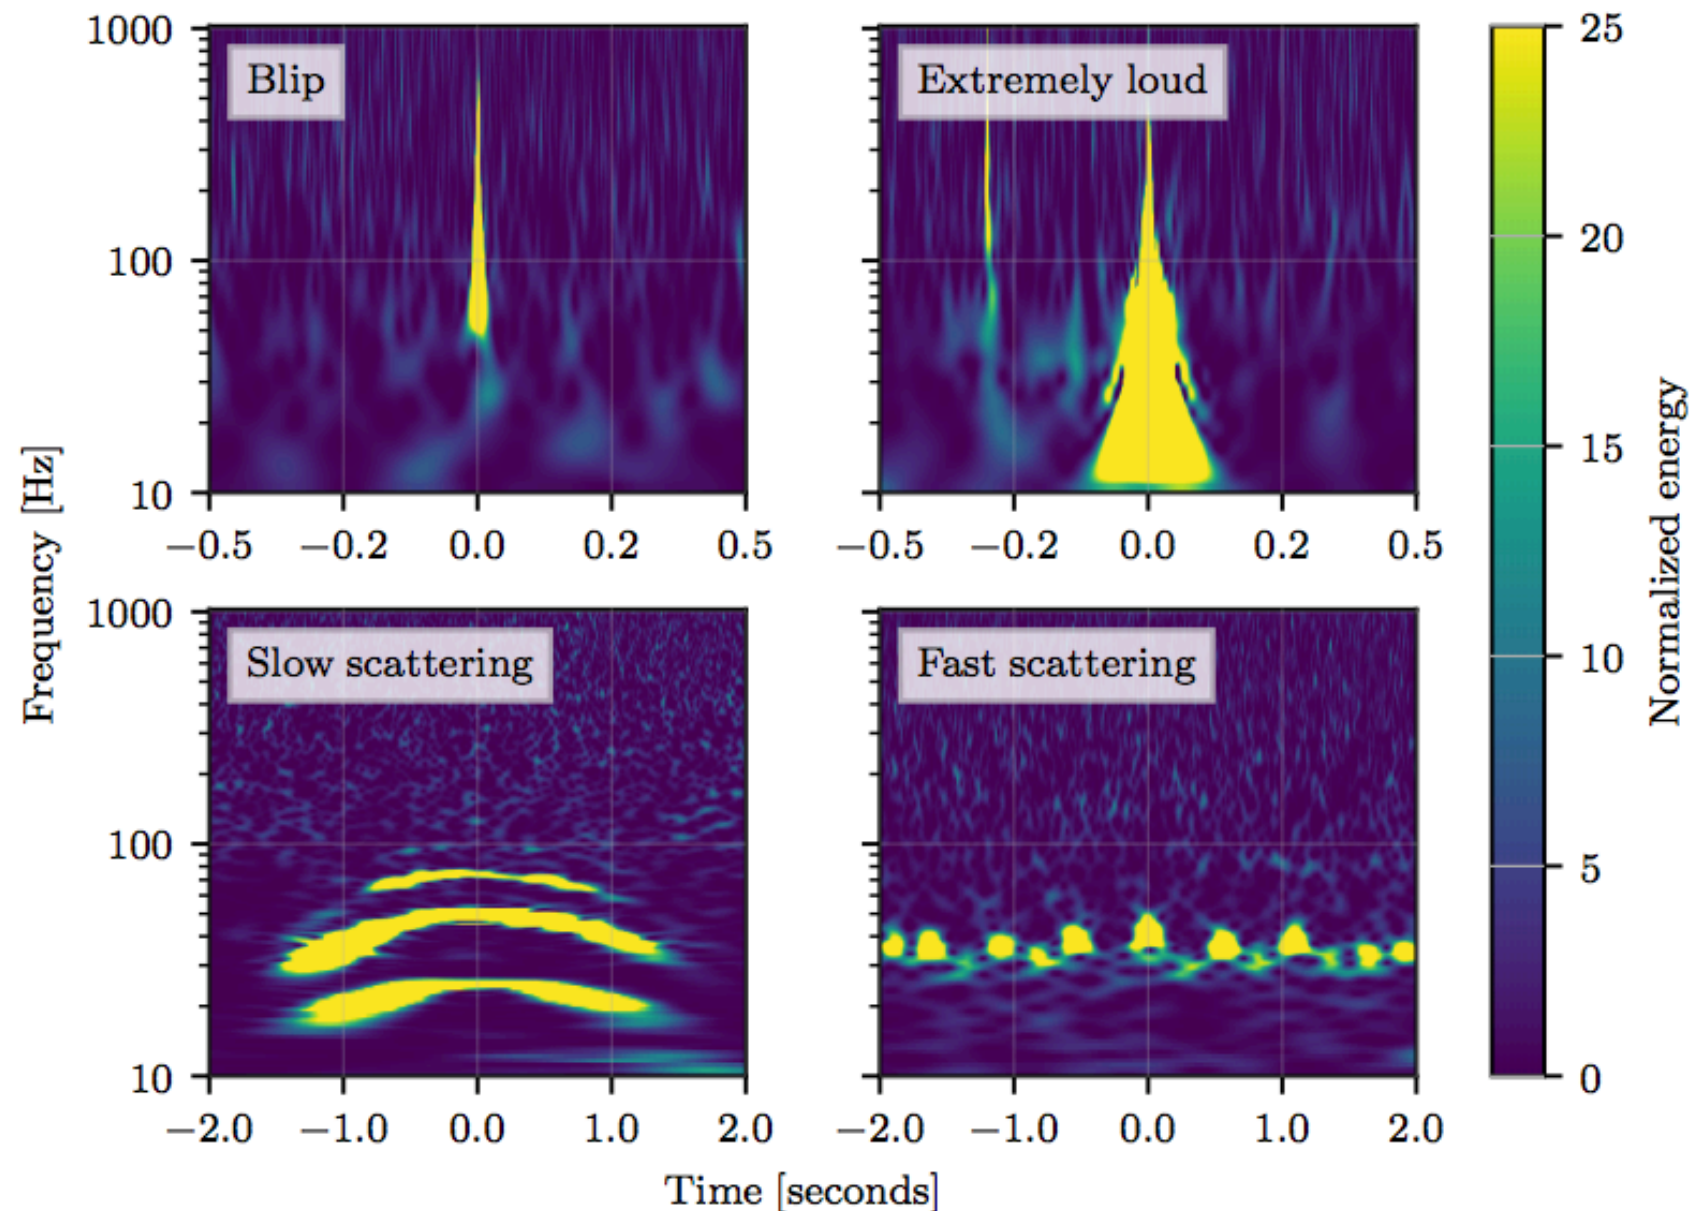 Blip
Extremely loud
1000
100
10
−0.5 −0.2 0.0 0.2 0.5
−0.5 −0.2 0.0 0.2 0.5
Slow scattering
Fast scattering
1000
100
10
−2.0 −1.0 0.0 1.0 2.0
−2.0 −1.0 0.0 1.0 2.0
Frequency [Hz]
Time [seconds]
25
20
15
10
5
0
Normalized energy